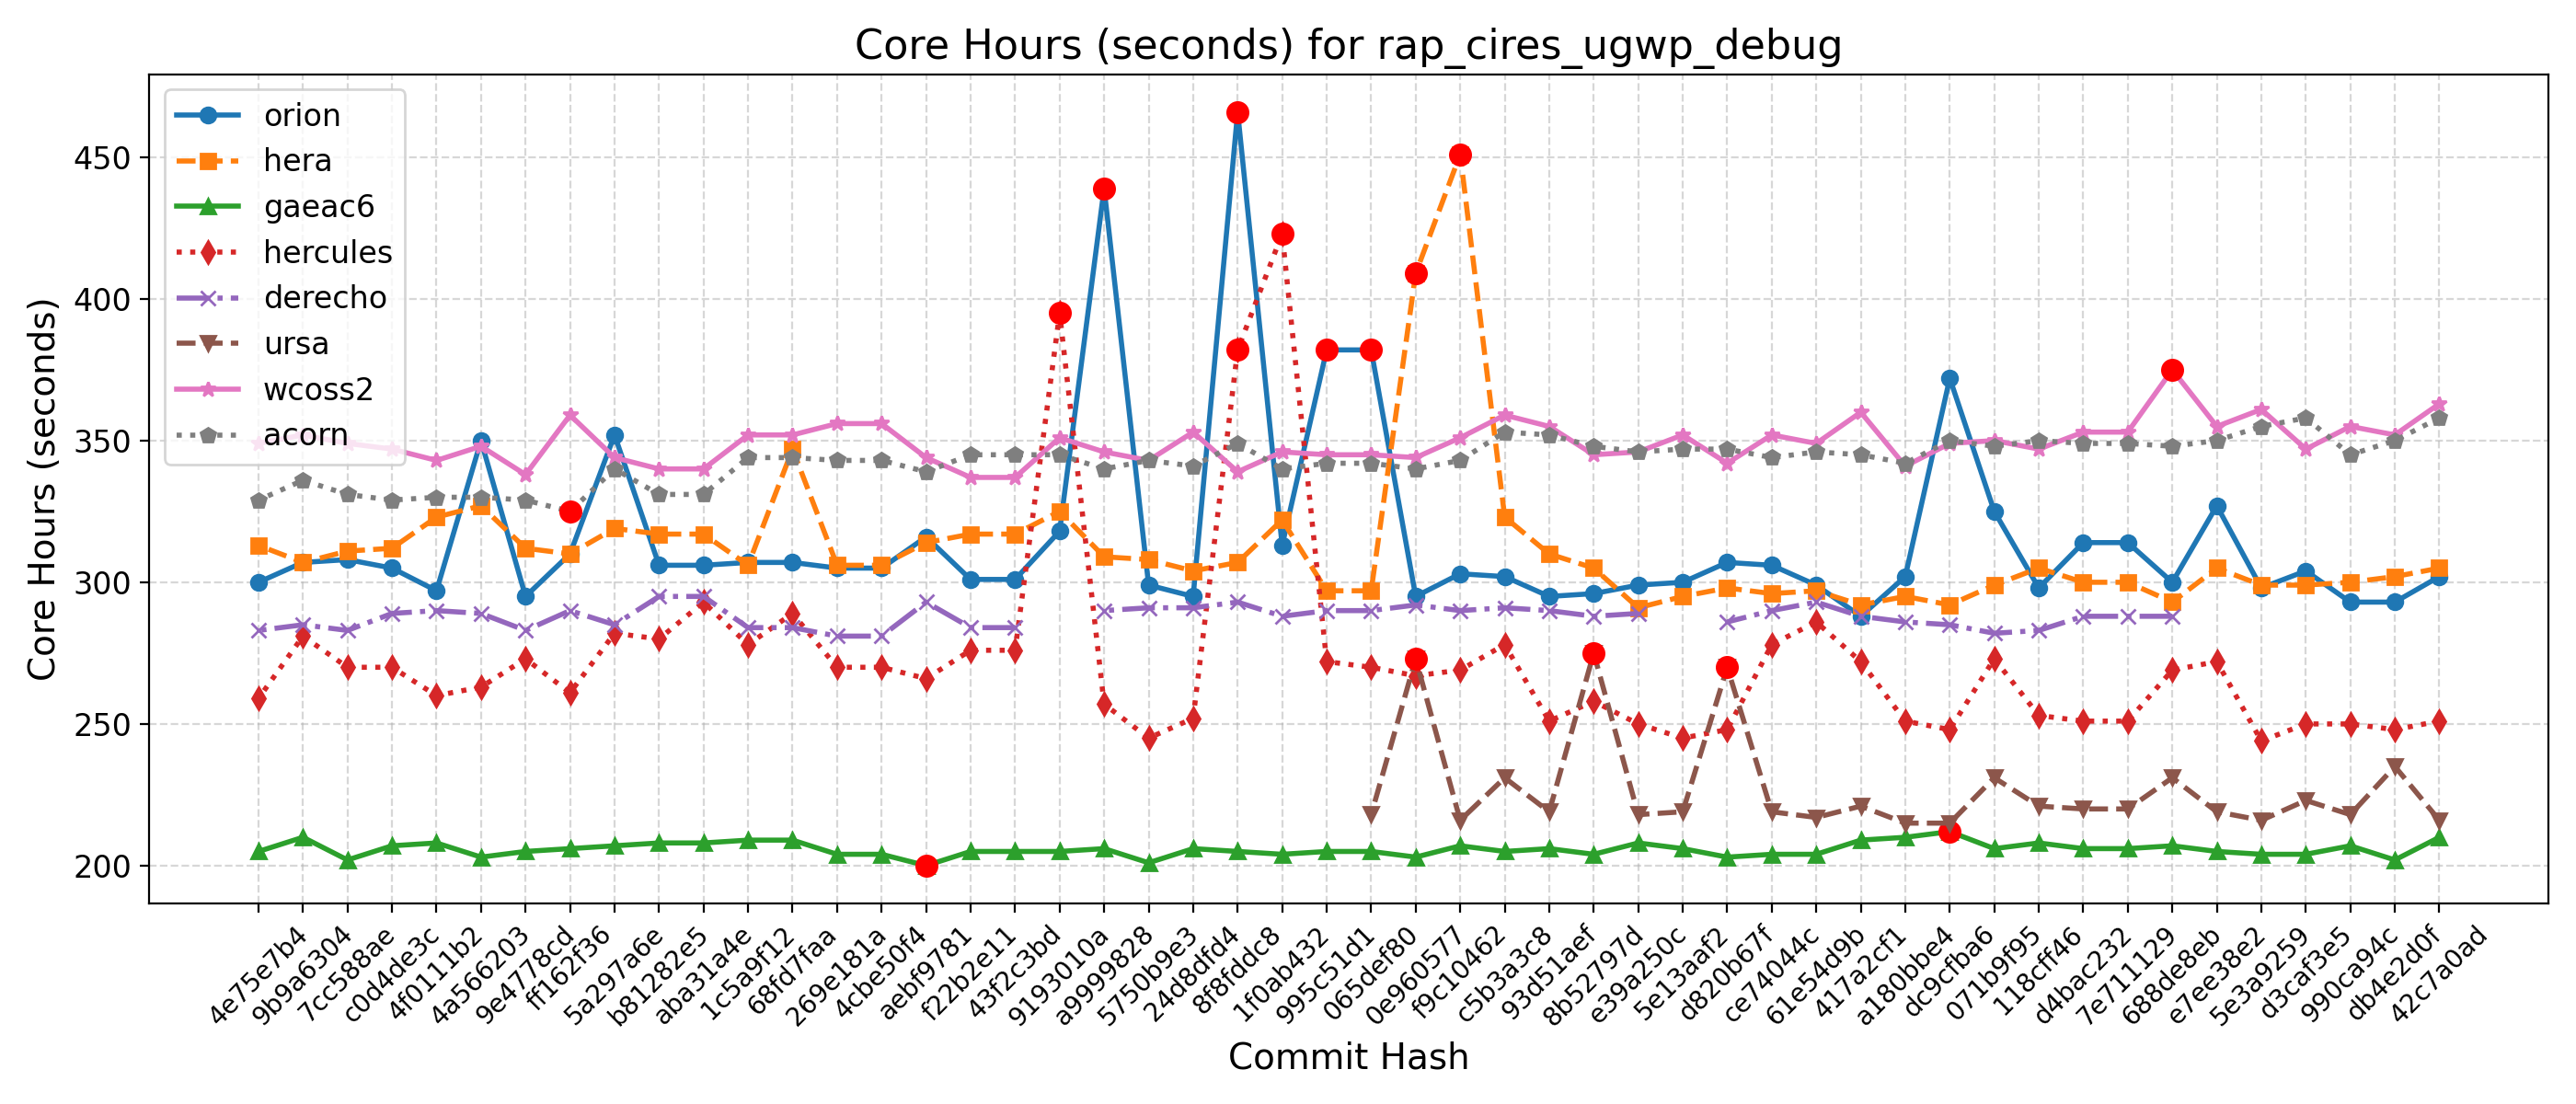 Core Hours (seconds) for rap_cires_ugwp_debug
Core Hours (seconds)
450
400
350
300
250
200
orion
hera
gaeac6
hercules
derecho
ursa
wcoss2
acorn
4e75e7b4
9b9a6304
7cc588ae
c0d4de3c
4f0111b2
4a566203
9e4778cd
ff162f36
5a297a6e
b81282e5
aba31a4e
1c5a9f12
68fd7faa
269e181a
4cbe50f4
aebf9781
f22b2e11
43f2c3bd
9193010a
a9999828
5750b9e3
24d8dfd4
8f8fddc8
1f0ab432
995c51d1
065def80
0e960577
f9c10462
c5b3a3c8
93d51aef
8b52797d
e39a250c
5e13aaf2
d820b67f
ce74044c
61e54d9b
417a2cf1
a180bbe4
dc9cfba6
071b9f95
118cff46
d4bac232
7e711129
688de8eb
e7ee38e2
5e3a9259
d3caf3e5
990ca94c
db4e2d0f
42c7a0ad
Commit Hash